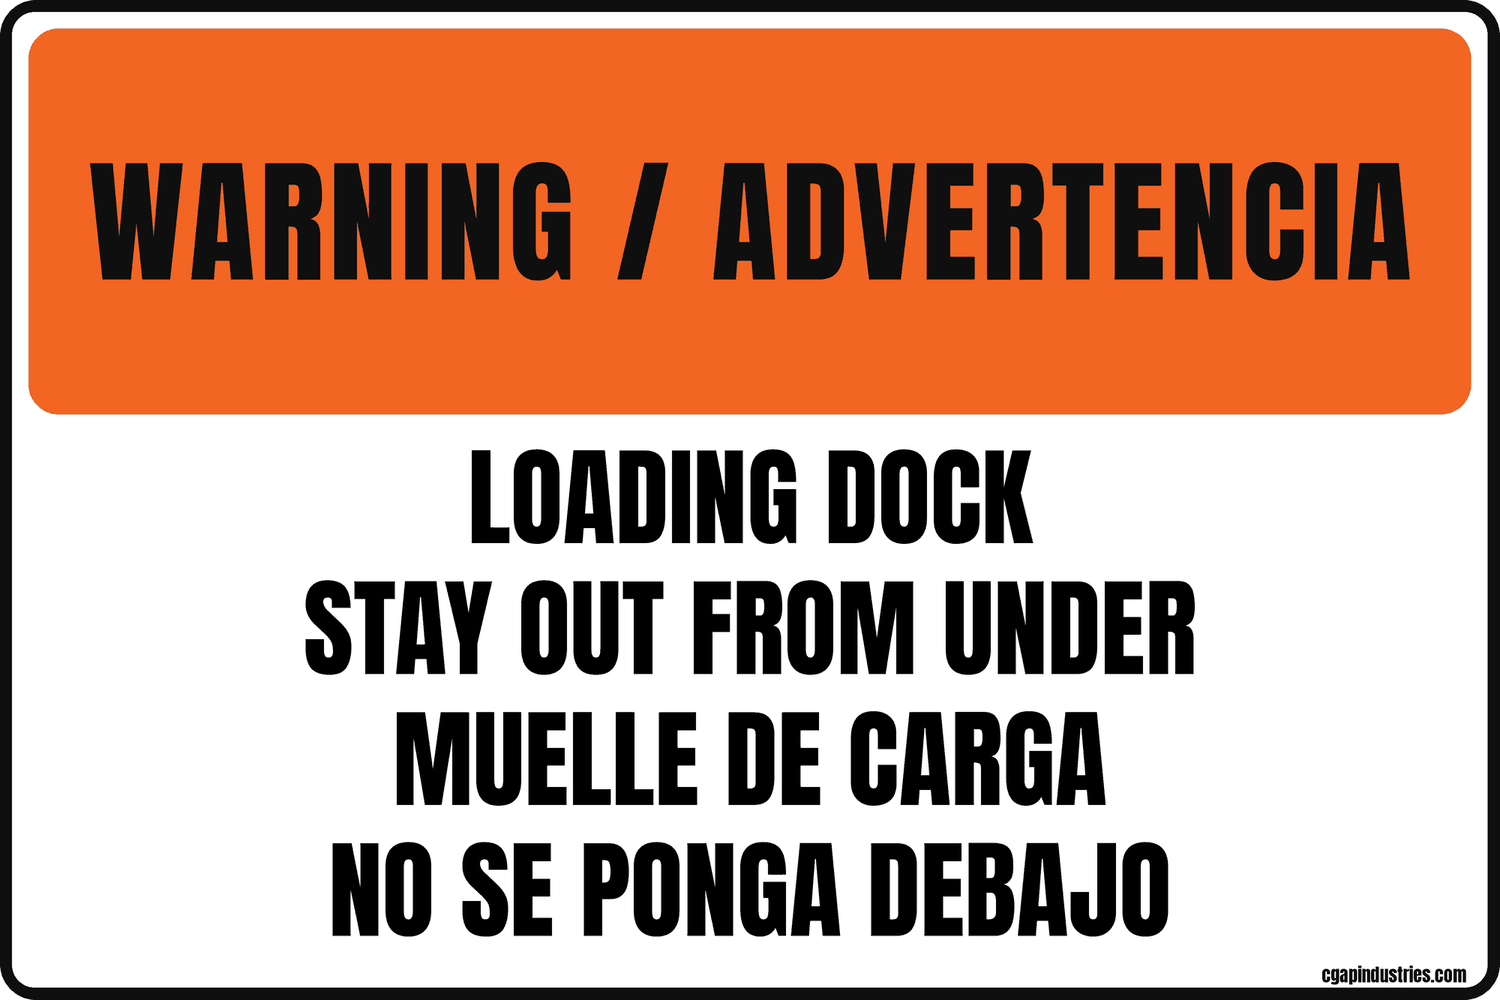 WARNING / ADVERTENCIA
LOADING DOCK
STAY OUT FROM UNDER
MUELLE DE CARGA
NO SE PONGA DEBAJO
cgapindustries.com